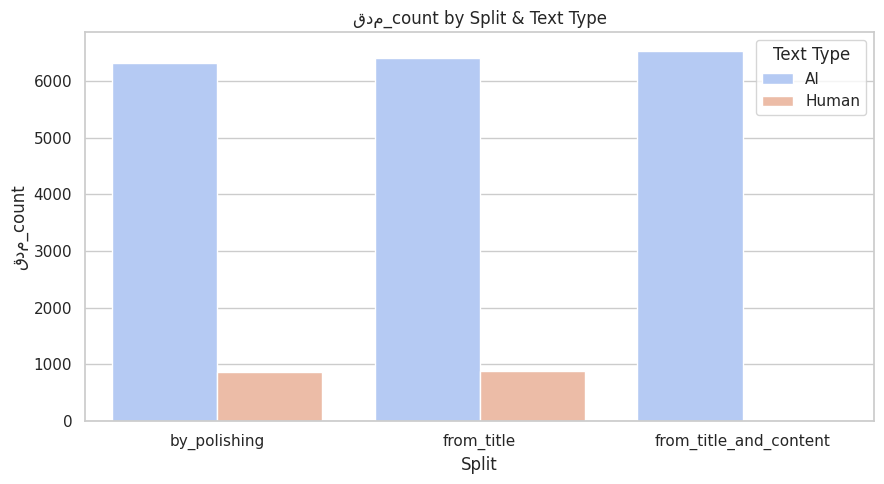 قدم_count by Split & Text Type
Text Type
AI
Human
قدم_count
6000
5000
4000
3000
2000
1000
0
by_polishing
from_title
from_title_and_content
Split